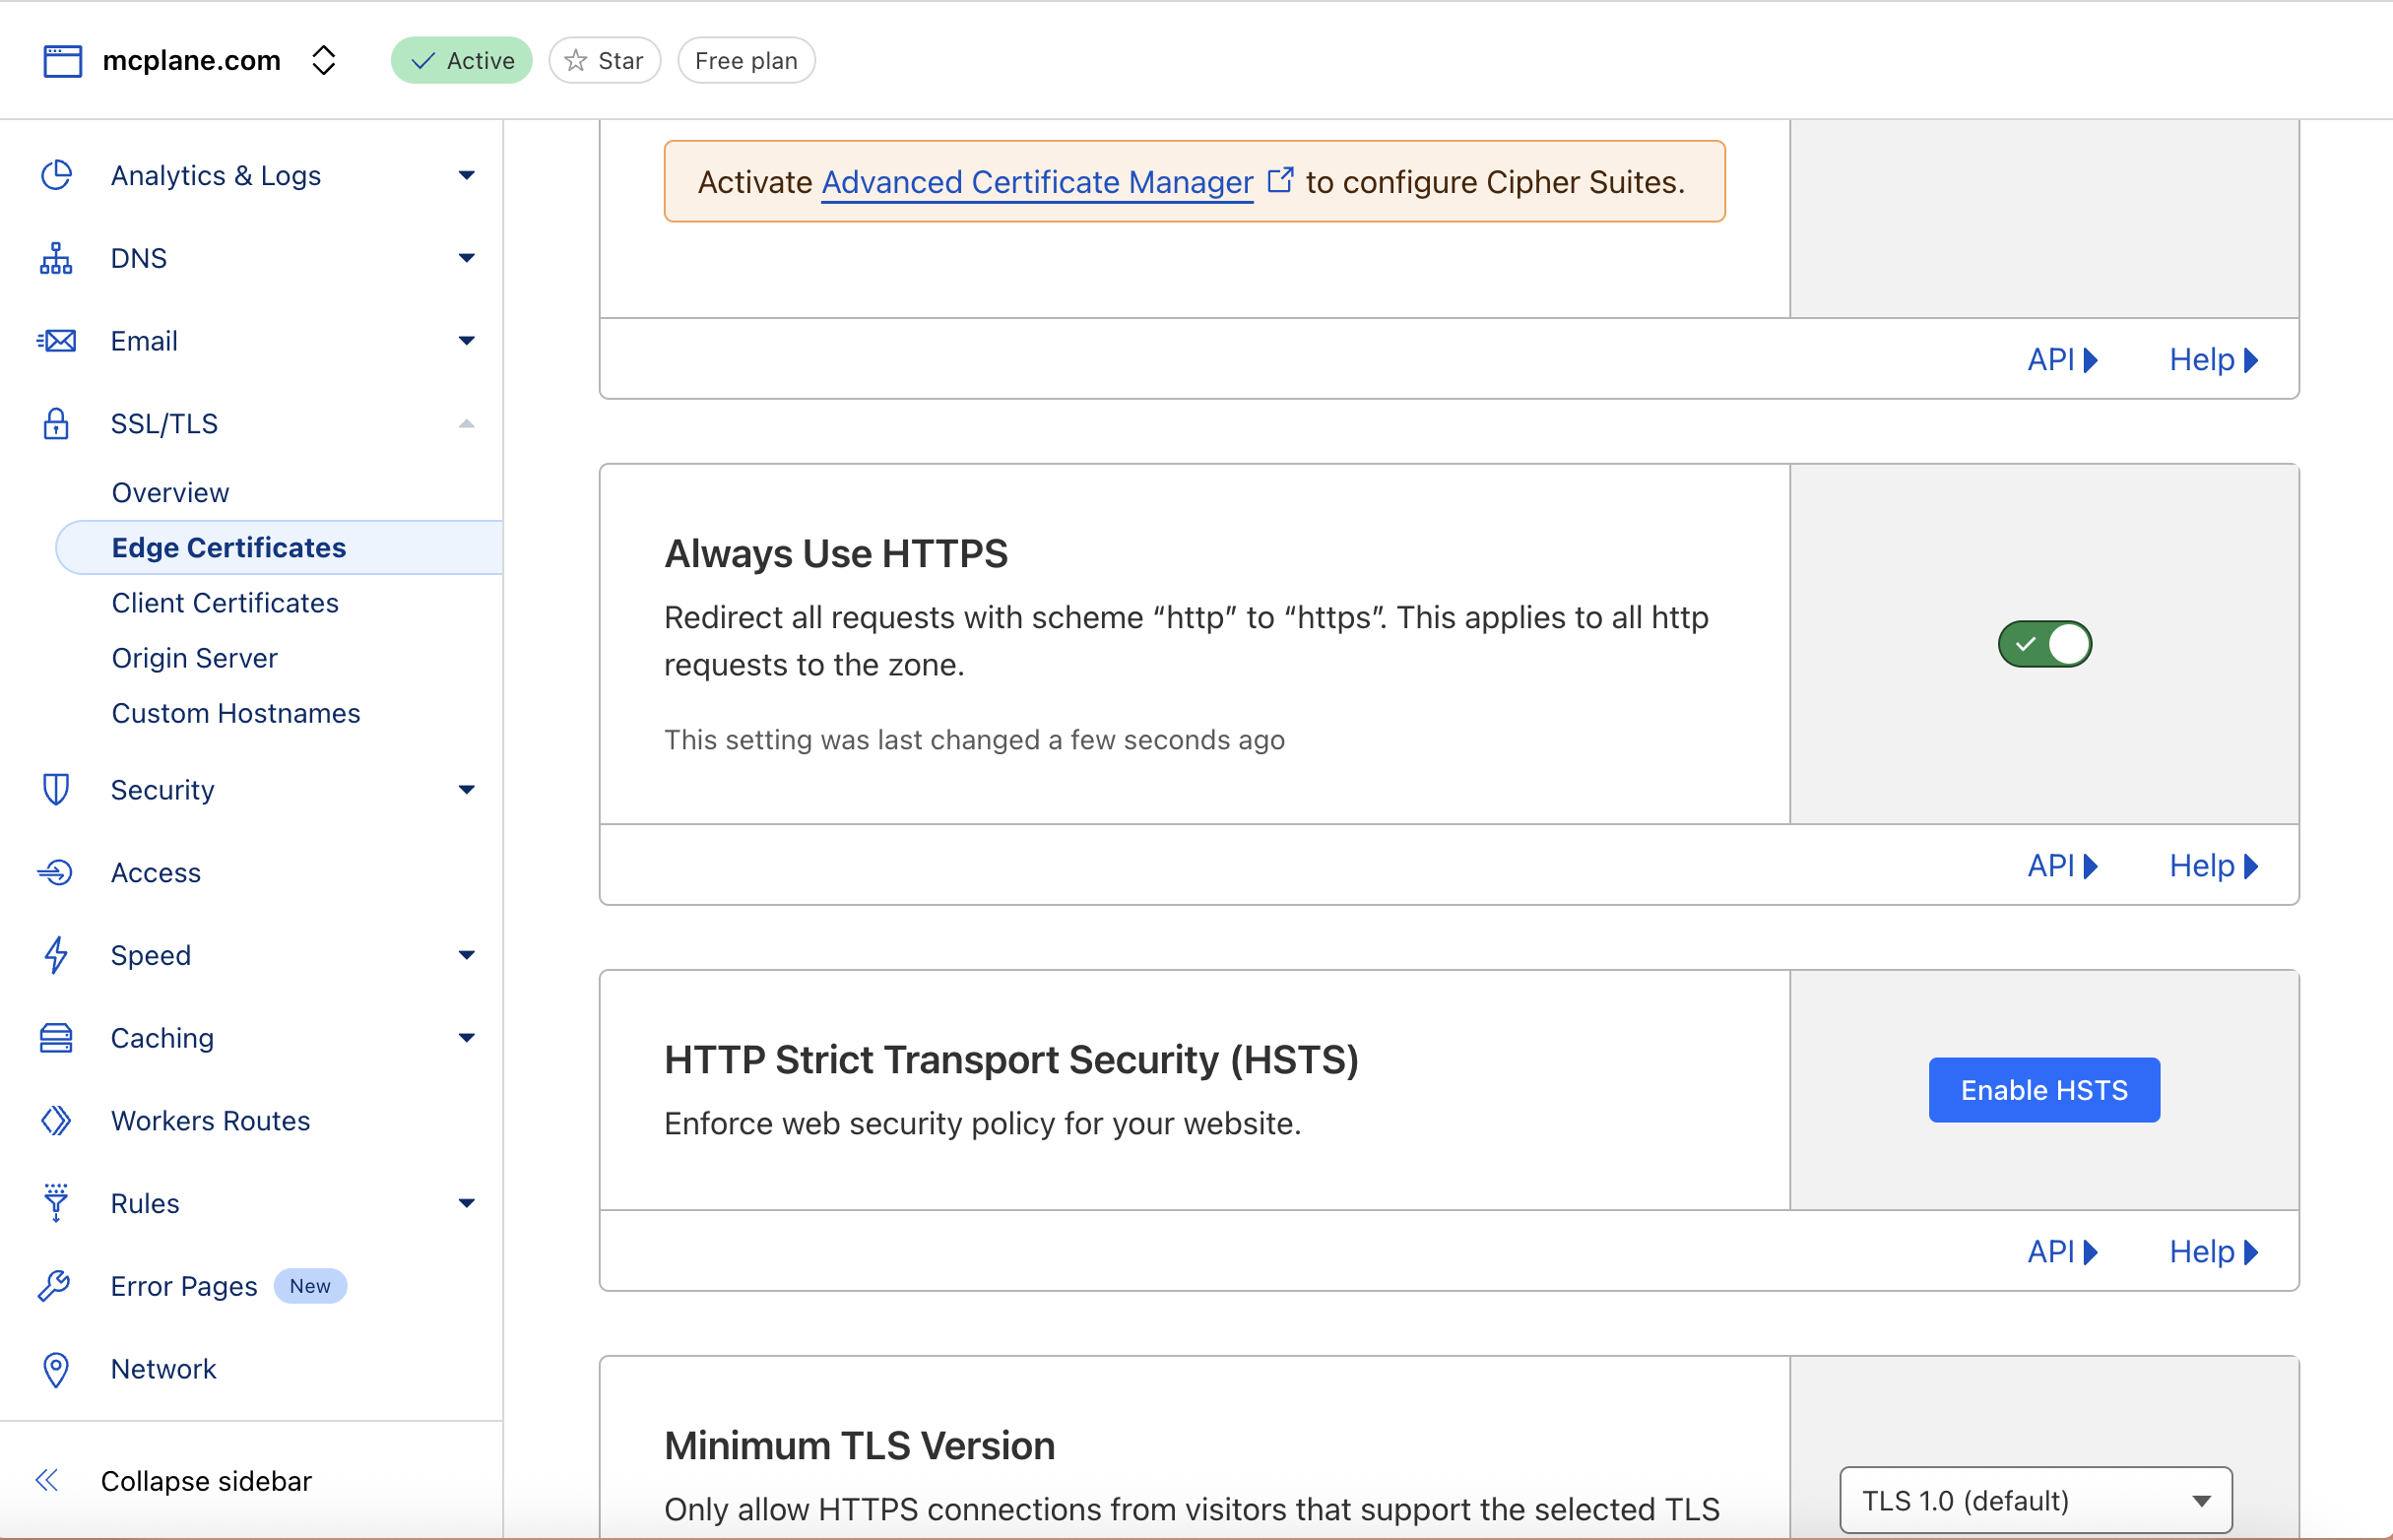 mcplane.com
Active
Star
Free plan
Analytics & Logs
DNS
Email
SSL/TLS
Overview
Edge Certificates
Client Certificates
Origin Server
Custom Hostnames
Security
Access
Speed
Caching
Workers Routes
Rules
Error Pages New
Network
Collapse sidebar
Activate Advanced Certificate Manager to configure Cipher Suites.
API Help
Always Use HTTPS
Redirect all requests with scheme “http” to “https”. This applies to all http
requests to the zone.
This setting was last changed a few seconds ago
API Help
HTTP Strict Transport Security (HSTS)
Enforce web security policy for your website.
Enable HSTS
API Help
Minimum TLS Version
Only allow HTTPS connections from visitors that support the selected TLS
TLS 1.0 (default)